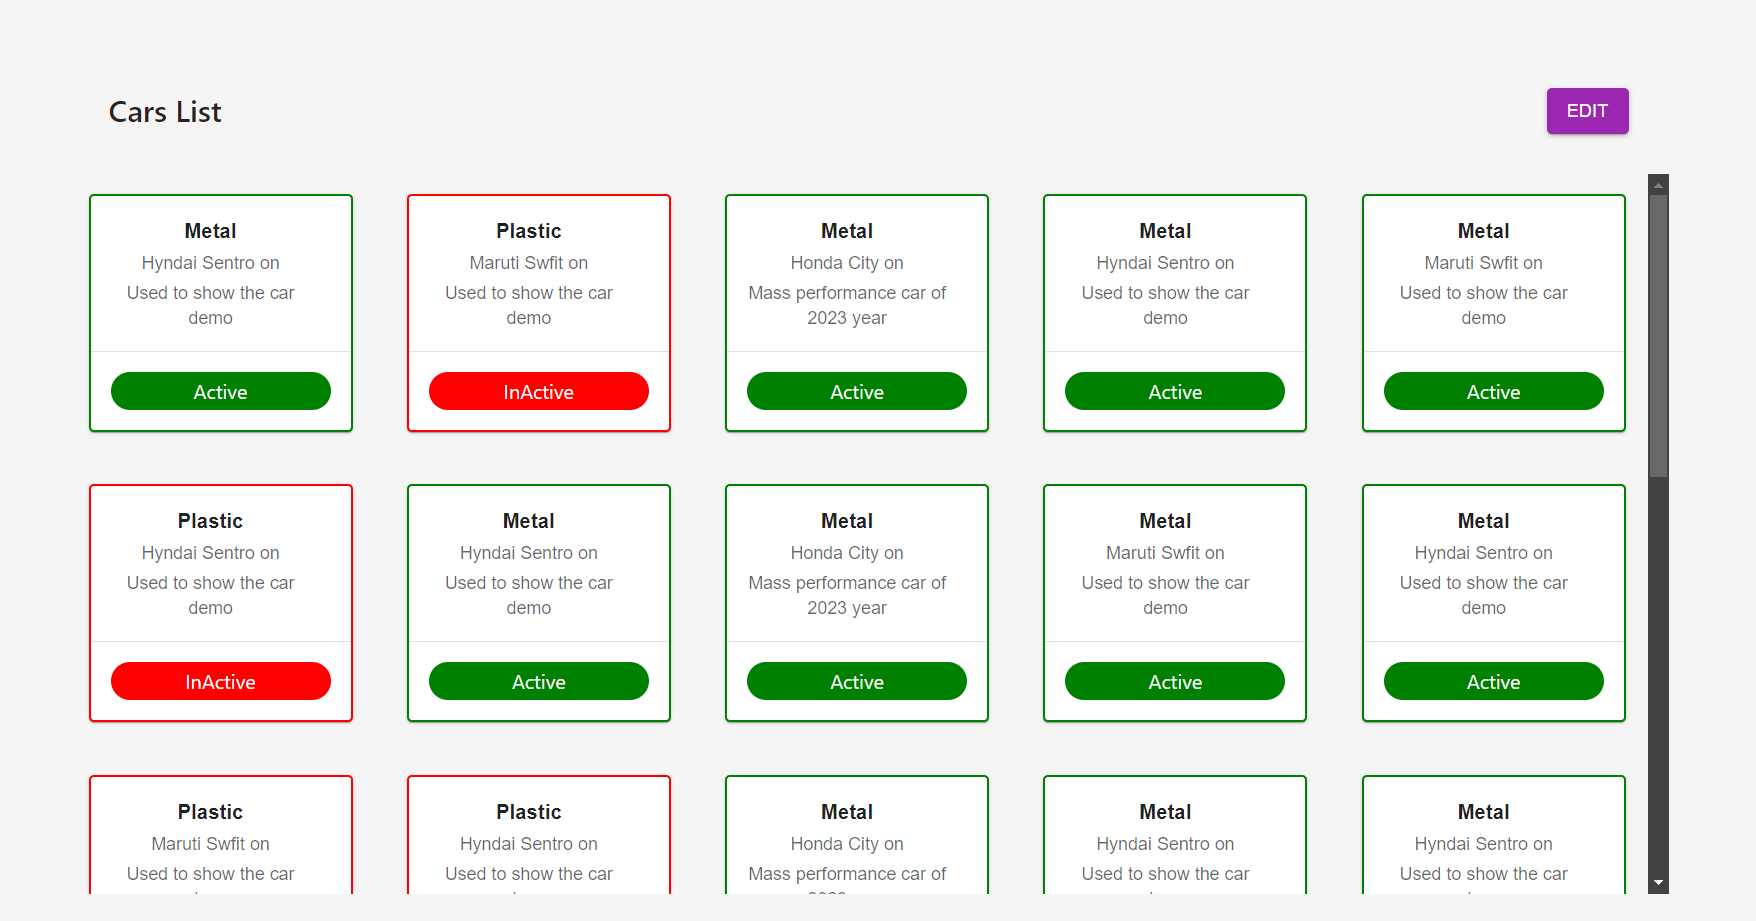 Cars List
EDIT
Metal
Hyndai Sentro on
Used to show the car
demo
Active
Plastic
Maruti Swfit on
Used to show the car
demo
InActive
Metal
Honda City on
Mass performance car of
2023 year
Active
Metal
Hyndai Sentro on
Used to show the car
demo
Active
Metal
Maruti Swfit on
Used to show the car
demo
Active
Plastic
Hyndai Sentro on
Used to show the car
demo
InActive
Metal
Hyndai Sentro on
Used to show the car
demo
Active
Metal
Honda City on
Mass performance car of
2023 year
Active
Metal
Maruti Swfit on
Used to show the car
demo
Active
Metal
Hyndai Sentro on
Used to show the car
demo
Active
Plastic
Maruti Swfit on
Used to show the car
Plastic
Hyndai Sentro on
Used to show the car
Metal
Honda City on
Mass performance car of
Metal
Hyndai Sentro on
Used to show the car
Metal
Hyndai Sentro on
Used to show the car